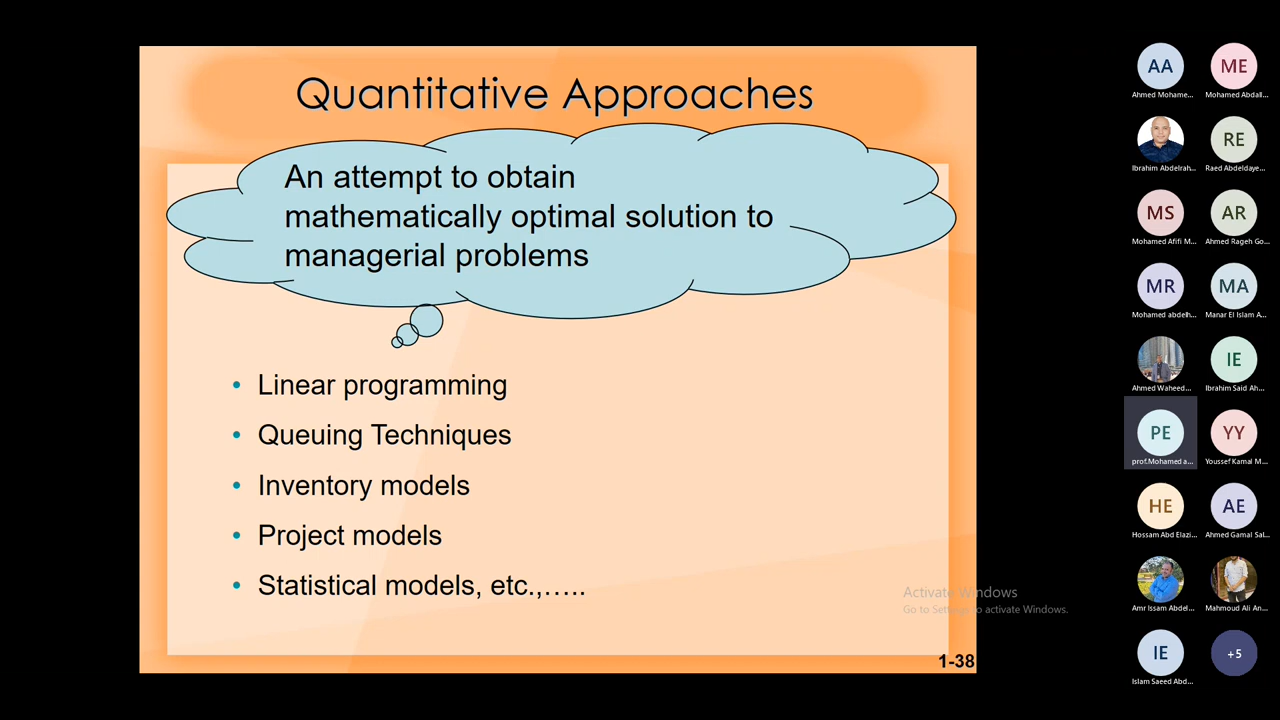 Quantitative Approaches
An attempt to obtain
mathematically optimal solution to
managerial problems
• Linear programming
• Queuing Techniques
• Inventory models
• Project models
• Statistical models, etc.,…..
1-38
Activate Windows
Go to Settings to activate Windows.
AA
Ahmed Mohame...
ME
Mohamed Abdall...
Ibrahim Abdelrah...
RE
Raed Abdeldaye...
MS
Mohamed Afifi M...
AR
Ahmed Rageh Go...
MR
Mohamed abdelh...
MA
Manar El Islam A...
Ahmed Waheed...
IE
Ibrahim Said Ah...
PE
prof.Mohamed a...
YY
Youssef Kamal M...
HE
Hossam Abd Elazi...
AE
Ahmed Gamal Sal...
Amr Issam Abdel...
Mahmoud Ali An...
IE
Islam Saeed Abd...
+5